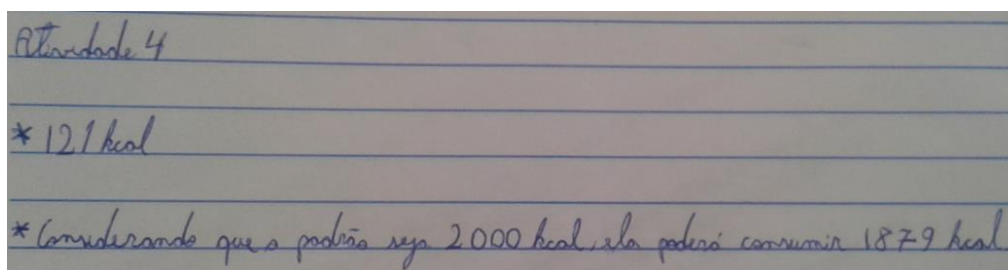 Atividade 4
* 121 kcal
* Considerando que o padrão seja 2000 kcal, ela poderá consumir 1879 kcal.